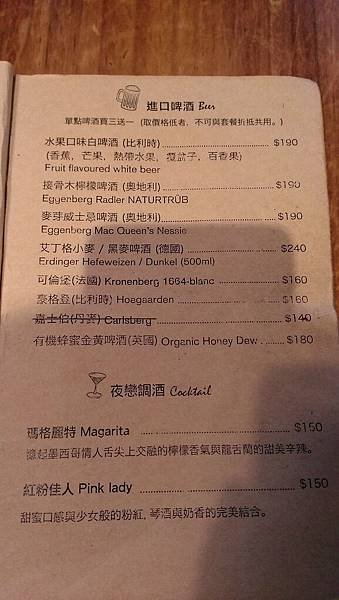 進口啤酒 Beer
單點啤酒買三送一 (取價格低者，不可與套餐折抵共用。)
水果口味白啤酒 (比利時) $190
(香蕉，芒果，熱帶水果，覆盆子，百香果)
Fruit flavoured white beer
接骨木檸檬啤酒 (奧地利) $190
Eggenberg Radler NATURTRÜB
麥芽威士忌啤酒 (奧地利) $190
Eggenberg Mac Queen's Nessie
艾丁格小麥 / 黑麥啤酒 (德國) $240
Erdinger Hefeweizen / Dunkel (500ml)
可倫堡(法國) Kronenberg 1664-blanc $160
豪格登(比利時) Hoegaarden $160
嘉士伯(丹麥) Carlsberg $140
有機蜂蜜金黃啤酒(英國) Organic Honey Dew $180
夜戀調酒 Cocktail
瑪格麗特 Magarita $150
憶起墨西哥情人舌尖上交融的檸檬香氣與龍舌蘭的甜美辛辣。
紅粉佳人 Pink lady $150
甜蜜口感與少女般的粉紅, 琴酒與奶香的完美結合。